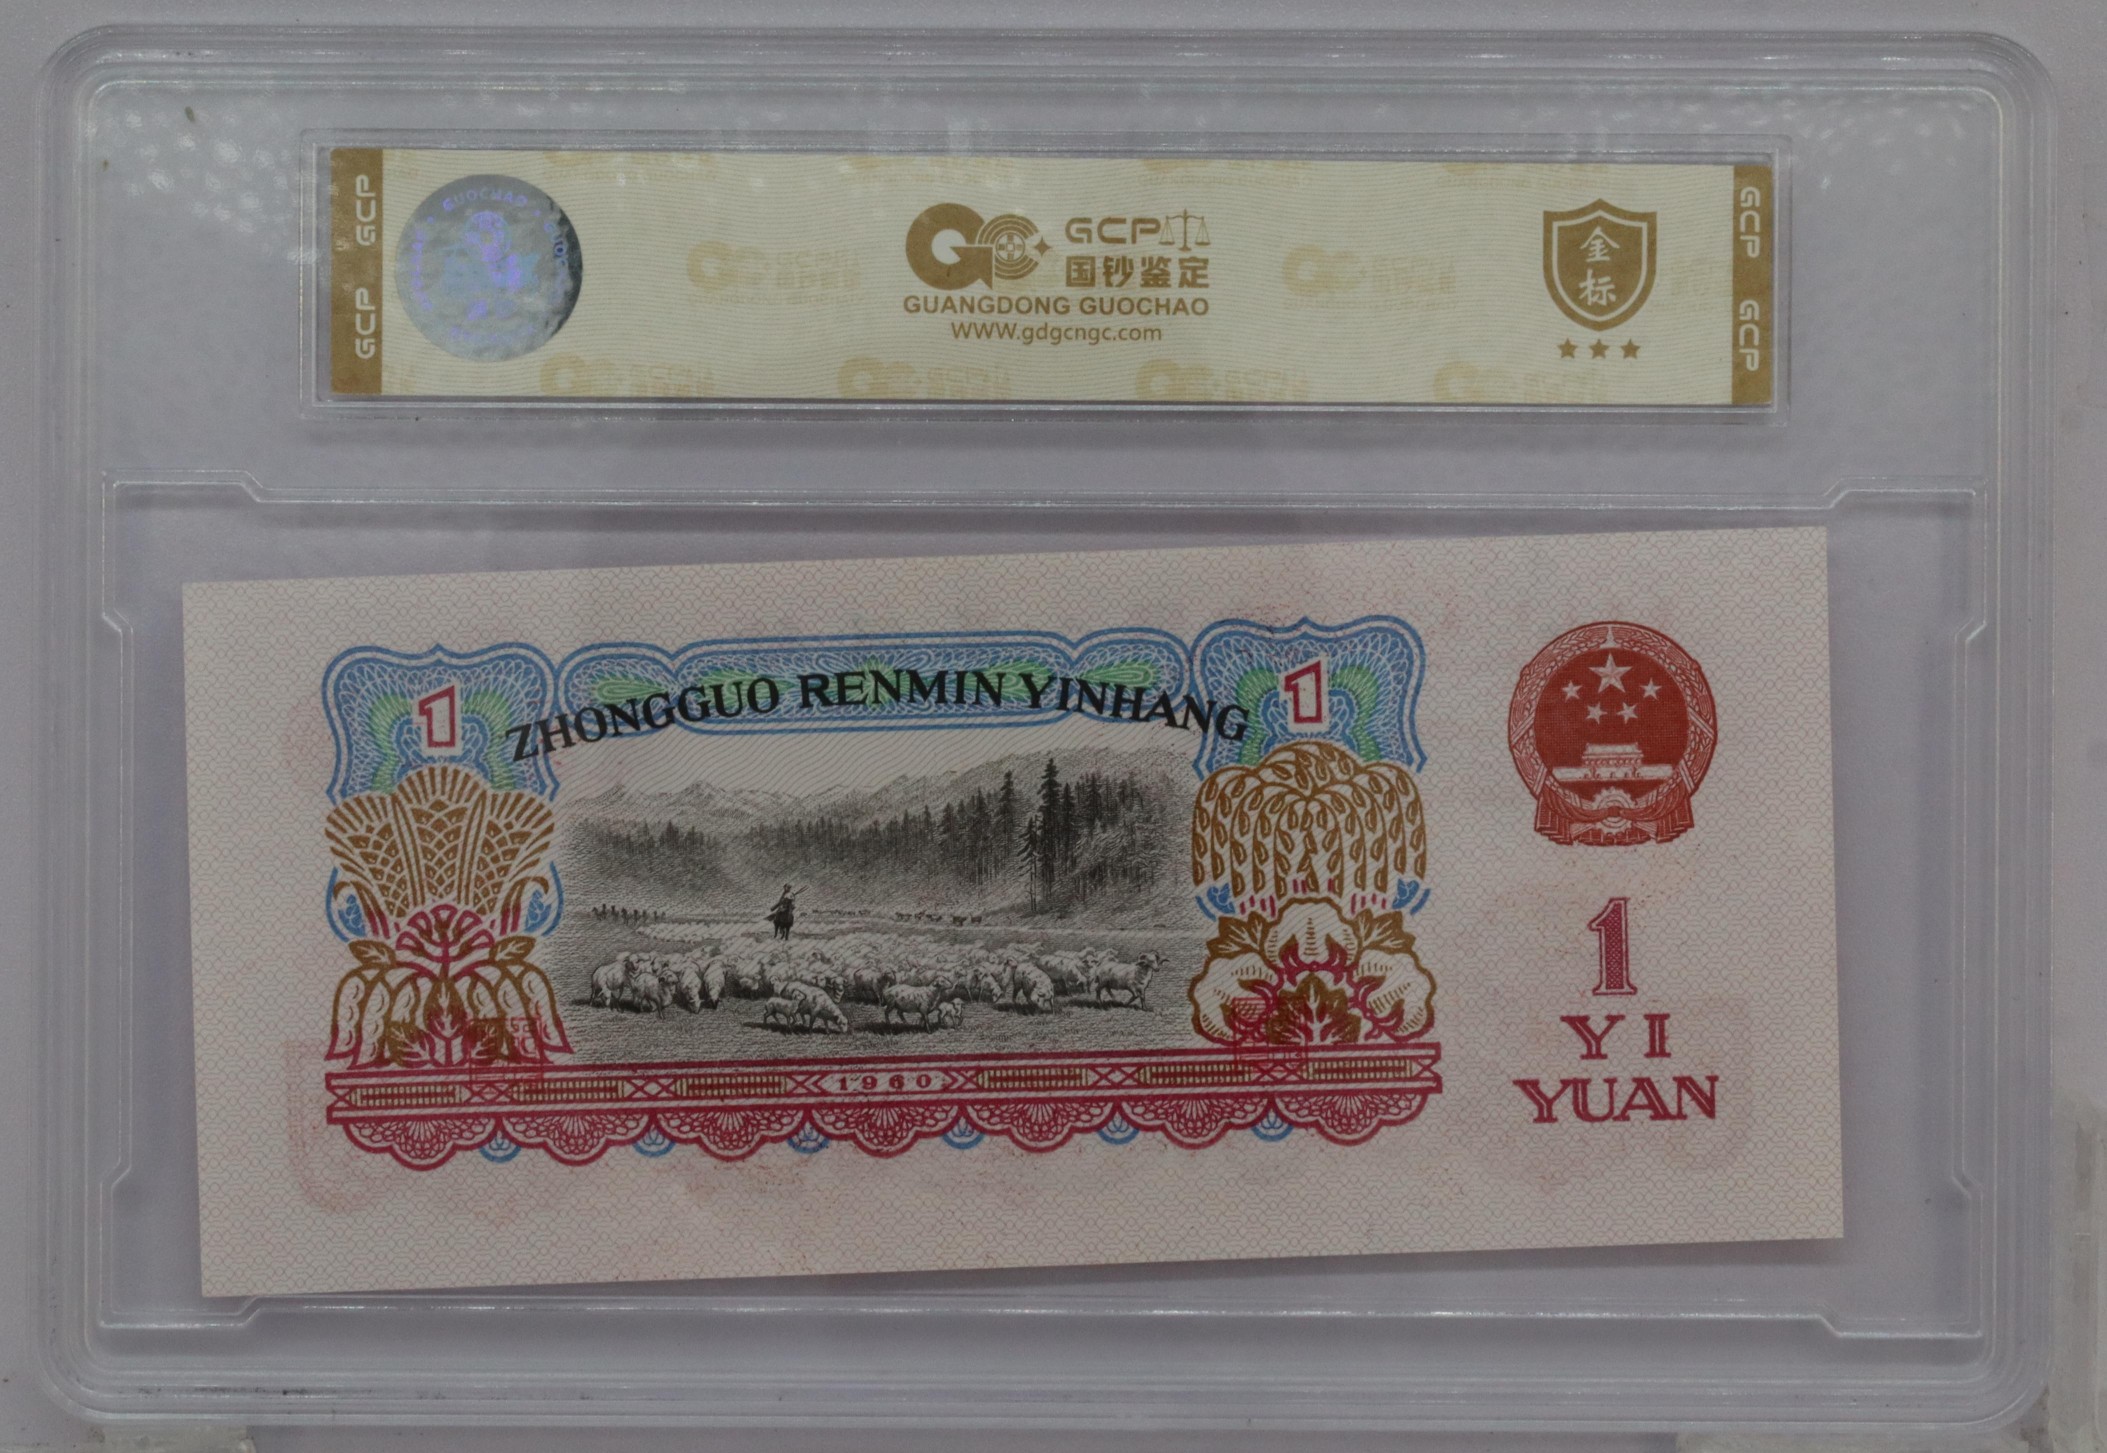 GCP GCP
GUOCHAO
GCP
国钞鉴定
GUANGDONG GUOCHAO
WWW.gdgcngc.com
金标
GCP GCP
1 ZHONGGUO RENMIN YINHANG 1
1960
1
YI
YUAN